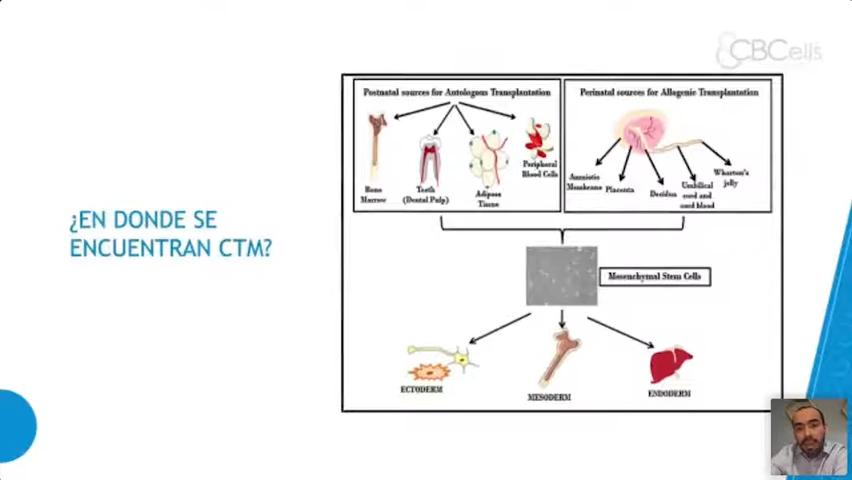 CBCells
¿EN DONDE SE
ENCUENTRAN CTM?
Postnatal sources for Autologous Transplantation
Bone
Marrow
Teeth
(Dental Pulp)
Adipose
Tissue
Peripheral
Blood Cells
Perinatal sources for Allogenic Transplantation
Amniotic
Membrane
Placenta
Decidua
Umbilical
cord and
cord blood
Wharton's
jelly
Mesenchymal Stem Cells
ECTODERM
MESODERM
ENDODERM